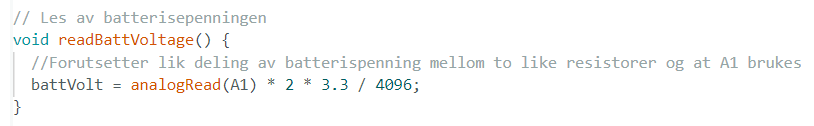 // Les av batterisepenningen
void readBattVoltage() {
//Forutsetter lik deling av batterispenning mellom to like resistorer og at A1 brukes
battVolt = analogRead(A1) * 2 * 3.3 / 4096;
}